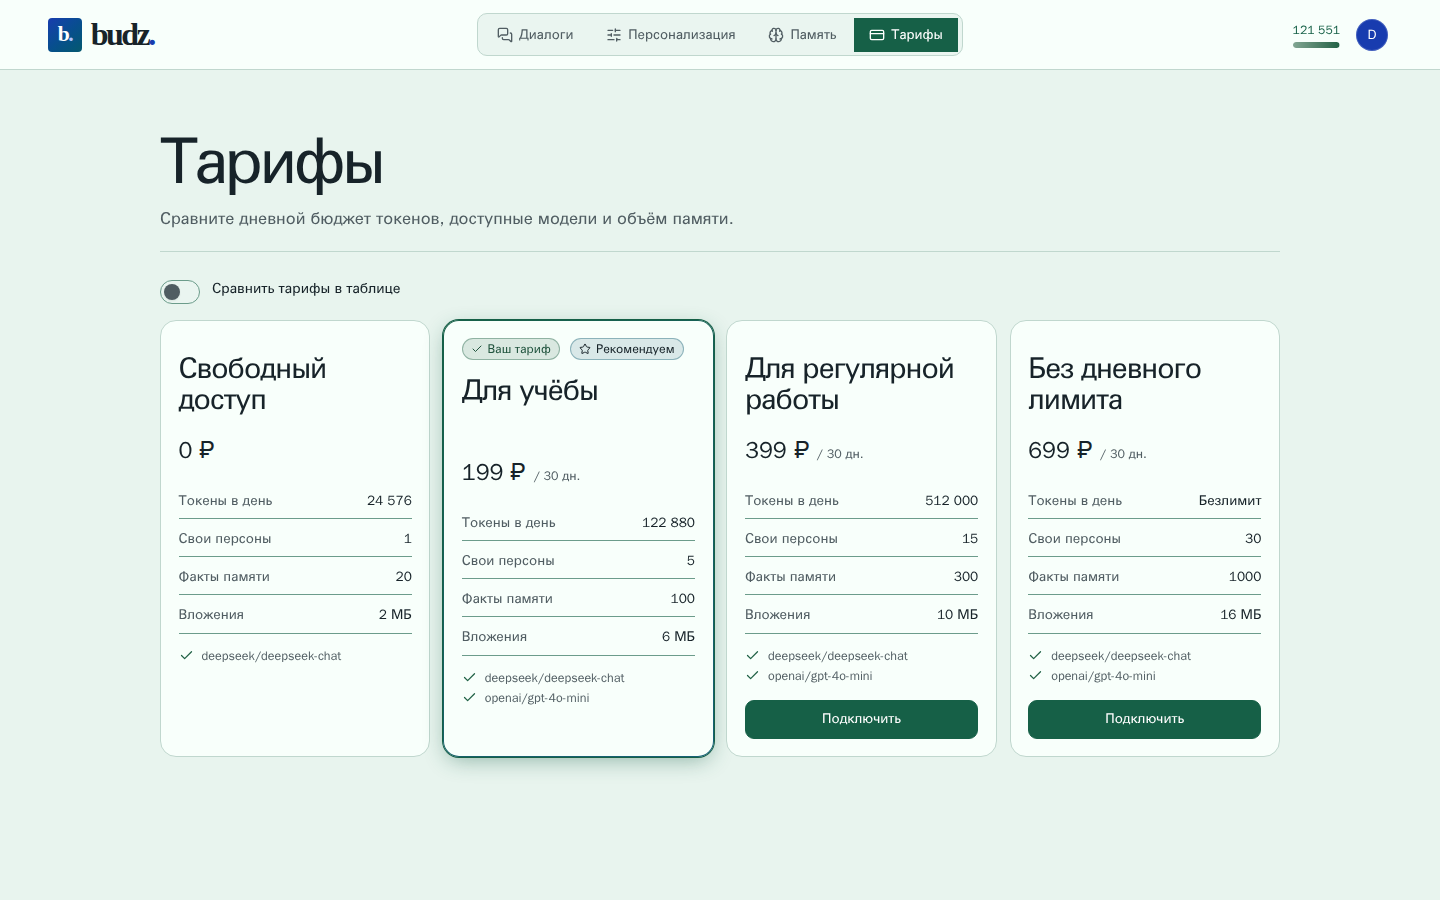 b. budz.
Диалоги
Персонализация
Память
Тарифы
121 551
D
Тарифы
Сравните дневной бюджет токенов, доступные модели и объём памяти.
Сравнить тарифы в таблице
Свободный
доступ
0 ₽
Токены в день 24 576
Свои персоны 1
Факты памяти 20
Вложения 2 МБ
deepseek/deepseek-chat
Ваш тариф
Рекомендуем
Для учёбы
199 ₽ / 30 дн.
Токены в день 122 880
Свои персоны 5
Факты памяти 100
Вложения 6 МБ
deepseek/deepseek-chat
openai/gpt-4o-mini
Для регулярной
работы
399 ₽ / 30 дн.
Токены в день 512 000
Свои персоны 15
Факты памяти 300
Вложения 10 МБ
deepseek/deepseek-chat
openai/gpt-4o-mini
Подключить
Без дневного
лимита
699 ₽ / 30 дн.
Токены в день Безлимит
Свои персоны 30
Факты памяти 1000
Вложения 16 МБ
deepseek/deepseek-chat
openai/gpt-4o-mini
Подключить